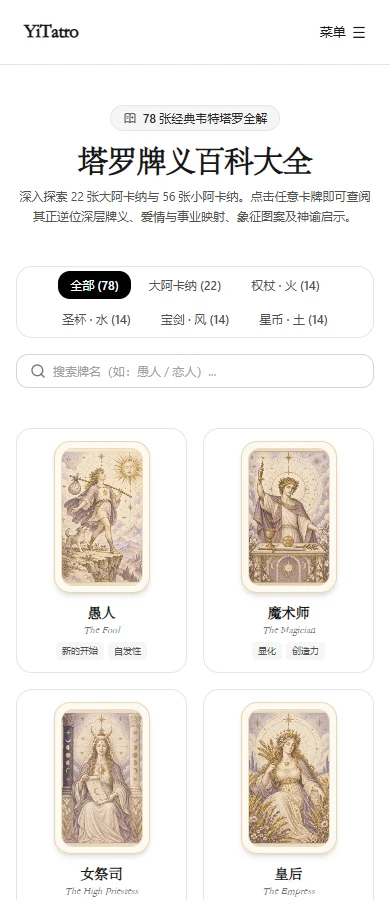 YiTatro
菜单
78 张经典韦特塔罗全解
塔罗牌义百科大全
深入探索 22 张大阿卡纳与 56 张小阿卡纳。点击任意卡牌即可查阅
其正逆位深层牌义、爱情与事业映射、象征图案及神谕启示。
全部 (78) 大阿卡纳 (22) 权杖 · 火 (14)
圣杯 · 水 (14) 宝剑 · 风 (14) 星币 · 土 (14)
搜索牌名（如：愚人 / 恋人）...
愚人
The Fool
新的开始 自发性
魔术师
The Magician
显化 创造力
女祭司
The High Priestess
皇后
The Empress